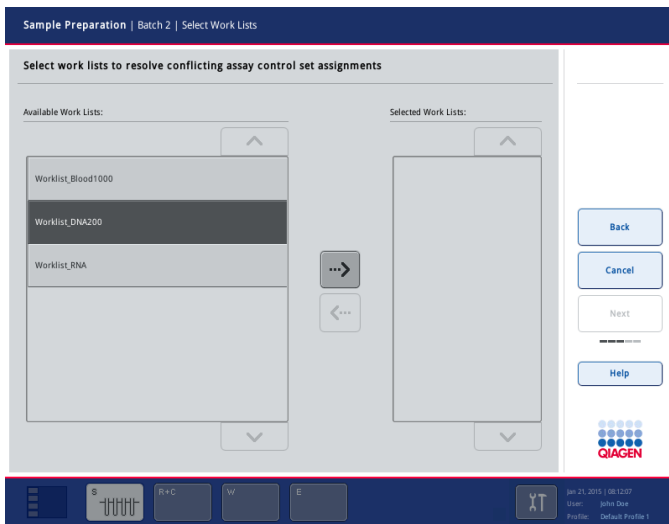 Sample Preparation | Batch 2 | Select Work Lists
Select work lists to resolve conflicting assay control set assignments
Available Work Lists:
Selected Work Lists:
Worklist_Blood1000
Worklist_DNA200
Worklist_RNA
Back
Cancel
Next
Help
QIAGEN
S
R+C
W
E
Jan 21, 2015 | 08:12:07
User: John Doe
Profile: Default Profile 1